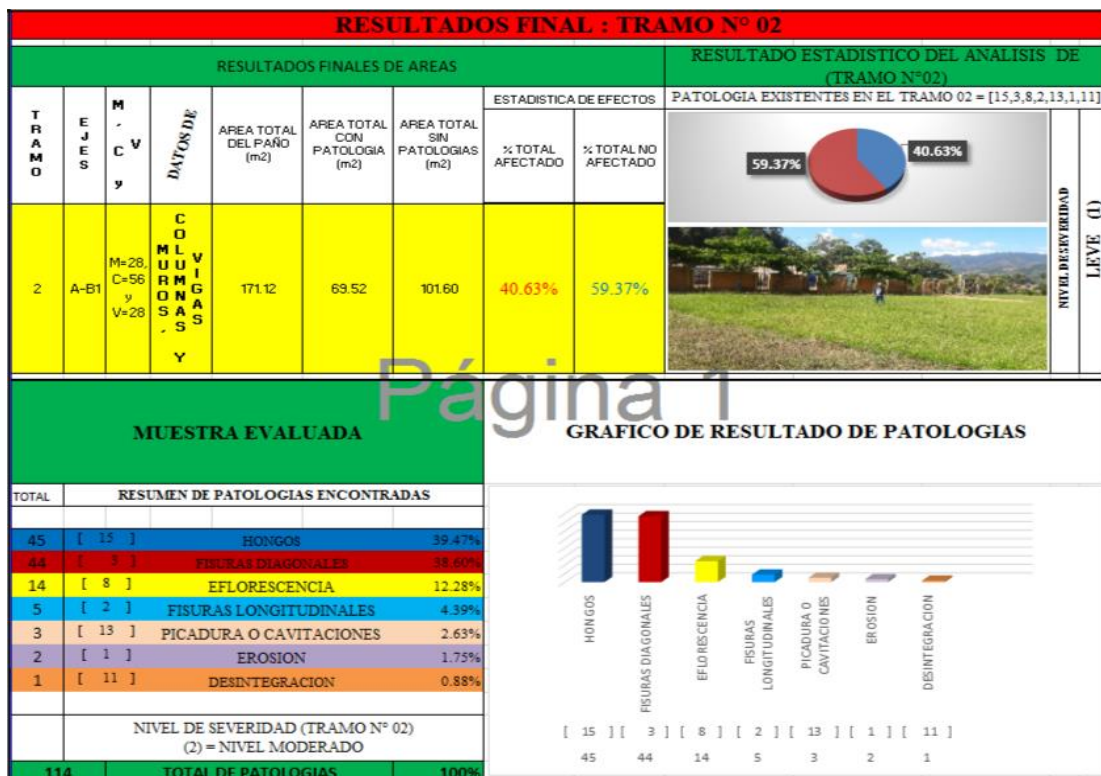 RESULTADOS FINAL : TRAMO N° 02
RESULTADOS FINALES DE AREAS
RESULTADO ESTADISTICO DEL ANALISIS DE
(TRAMO N°02)
TRAMO
EJES
M, C y V
DATOS DE
AREA TOTAL
DEL PAÑO
(m2)
AREA TOTAL
CON
PATOLOGIA
(m2)
AREA TOTAL
SIN
PATOLOGIAS
(m2)
ESTADISTICA DE EFECTOS
% TOTAL
AFECTADO
% TOTAL NO
AFECTADO
PATOLOGIA EXISTENTES EN EL TRAMO 02 = [15,3,8,2,13,1,11]
59.37%
40.63%
2
A-B1
M=28,
C=56
y
V=28
MUROS,
COLUMNAS Y
VIGAS
171.12
69.52
101.60
40.63%
59.37%
NIVEL DE SEVERIDAD
LEVE (1)
Página 1
MUESTRA EVALUADA
GRAFICO DE RESULTADO DE PATOLOGIAS
TOTAL RESUMEN DE PATOLOGIAS ENCONTRADAS
45 [ 15 ] HONGOS 39.47%
44 [ 3 ] FISURAS DIAGONALES 38.60%
14 [ 8 ] EFLORESCENCIA 12.28%
5 [ 2 ] FISURAS LONGITUDINALES 4.39%
3 [ 13 ] PICADURA O CAVITACIONES 2.63%
2 [ 1 ] EROSION 1.75%
1 [ 11 ] DESINTEGRACION 0.88%
NIVEL DE SEVERIDAD (TRAMO N° 02)
(2) = NIVEL MODERADO
114 TOTAL DE PATOLOGIAS 100%
HONGOS
FISURAS DIAGONALES
EFLORESCENCIA
FISURAS
LONGITUDINALES
PICADURA O
CAVITACIONES
EROSION
DESINTEGRACION
[ 15 ] [ 3 ] [ 8 ] [ 2 ] [ 13 ] [ 1 ] [ 11 ]
45 44 14 5 3 2 1